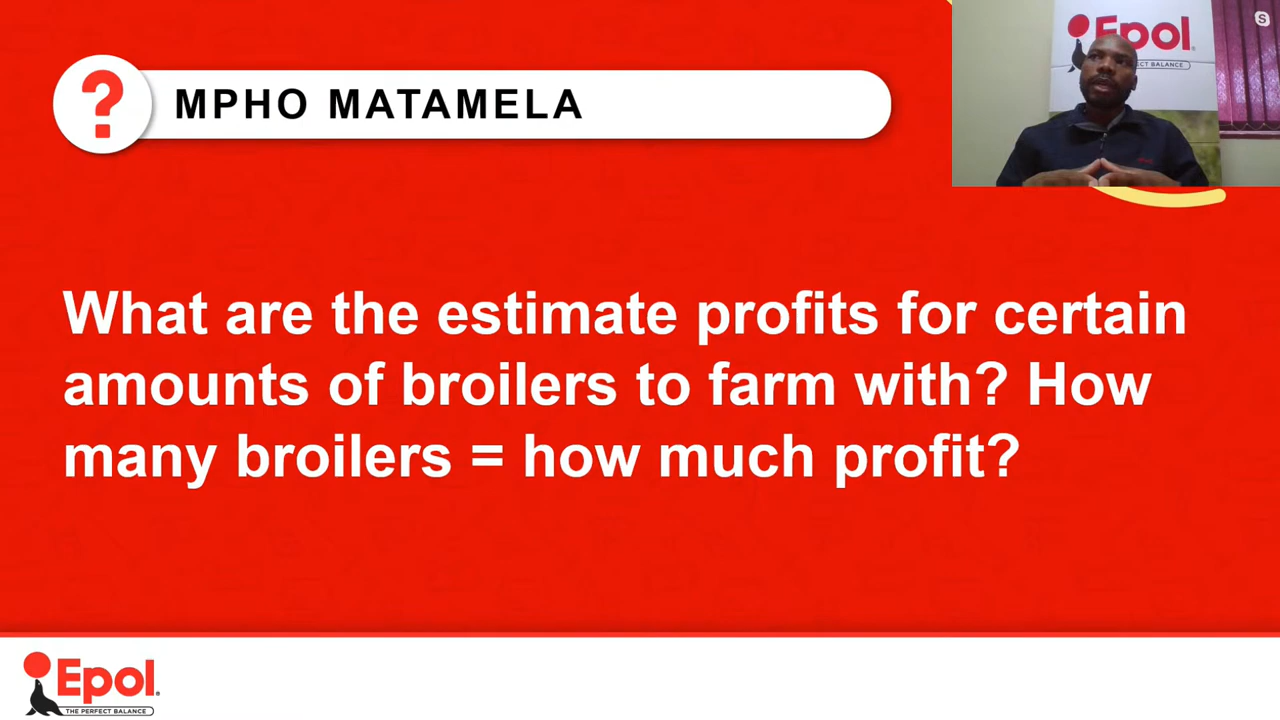 MPHO MATAMELA
Epol
What are the estimate profits for certain
amounts of broilers to farm with? How
many broilers = how much profit?
Epol
THE PERFECT BALANCE